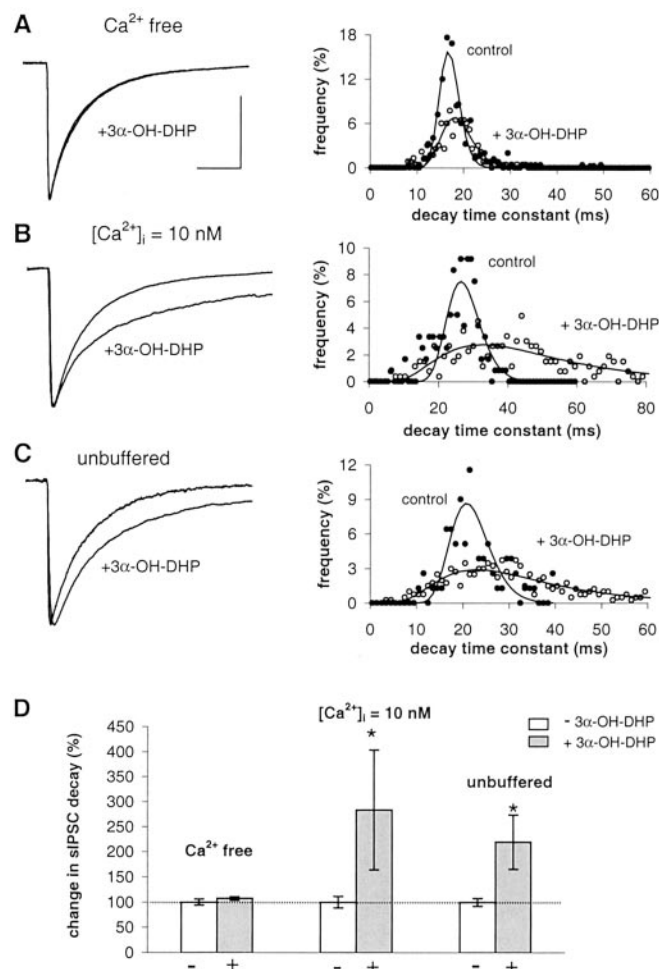 A
Ca2+ free
+3α-OH-DHP
frequency (%)
18
12
6
0
control
+ 3α-OH-DHP
0 10 20 30 40 50 60
decay time constant (ms)
B
[Ca2+]i = 10 nM
+3α-OH-DHP
frequency (%)
10
8
6
4
2
0
control
+ 3α-OH-DHP
0 20 40 60 80
decay time constant (ms)
C
unbuffered
+3α-OH-DHP
frequency (%)
12
9
6
3
0
control
+ 3α-OH-DHP
0 10 20 30 40 50 60
decay time constant (ms)
D
change in sIPSC decay (%)
450
400
350
300
250
200
150
100
50
0
Ca2+ free
[Ca2+]i = 10 nM
*
unbuffered
*
- 3α-OH-DHP
+ 3α-OH-DHP
- + - + - +